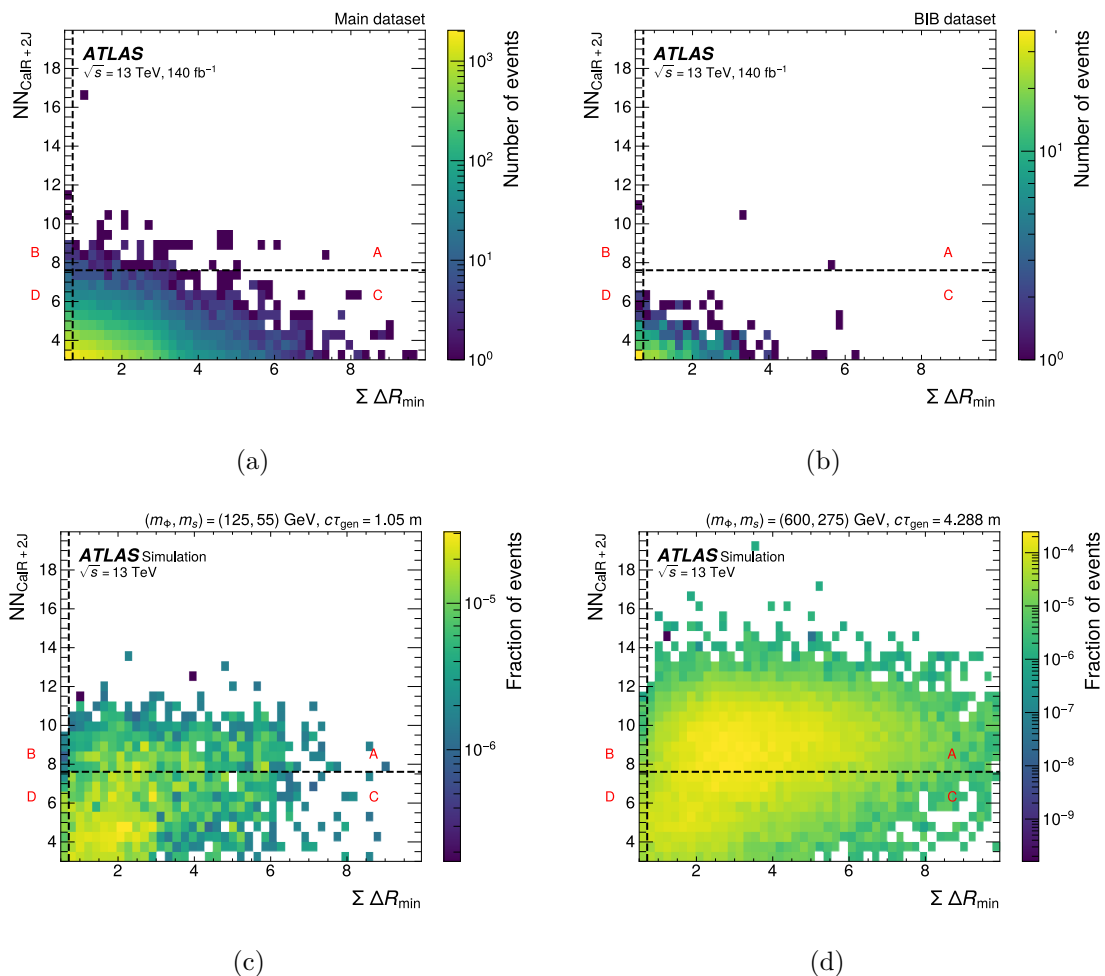 Main dataset
ATLAS
√s = 13 TeV, 140 fb⁻¹
NN_CalR + 2J
18
16
14
12
10
8
6
4
B
D
A
C
2 4 6 8
Σ ΔR_min
10³
10²
10¹
10⁰
Number of events
(a)
BIB dataset
ATLAS
√s = 13 TeV, 140 fb⁻¹
NN_CalR + 2J
18
16
14
12
10
8
6
4
B
D
A
C
2 4 6 8
Σ ΔR_min
10¹
10⁰
Number of events
(b)
(m_Φ, m_s) = (125, 55) GeV, cτ_gen = 1.05 m
ATLAS Simulation
√s = 13 TeV
NN_CalR + 2J
18
16
14
12
10
8
6
4
B
D
A
C
2 4 6 8
Σ ΔR_min
10⁻⁵
10⁻⁶
Fraction of events
(c)
(m_Φ, m_s) = (600, 275) GeV, cτ_gen = 4.288 m
ATLAS Simulation
√s = 13 TeV
NN_CalR + 2J
18
16
14
12
10
8
6
4
B
D
A
C
2 4 6 8
Σ ΔR_min
10⁻⁴
10⁻⁵
10⁻⁶
10⁻⁷
10⁻⁸
10⁻⁹
Fraction of events
(d)